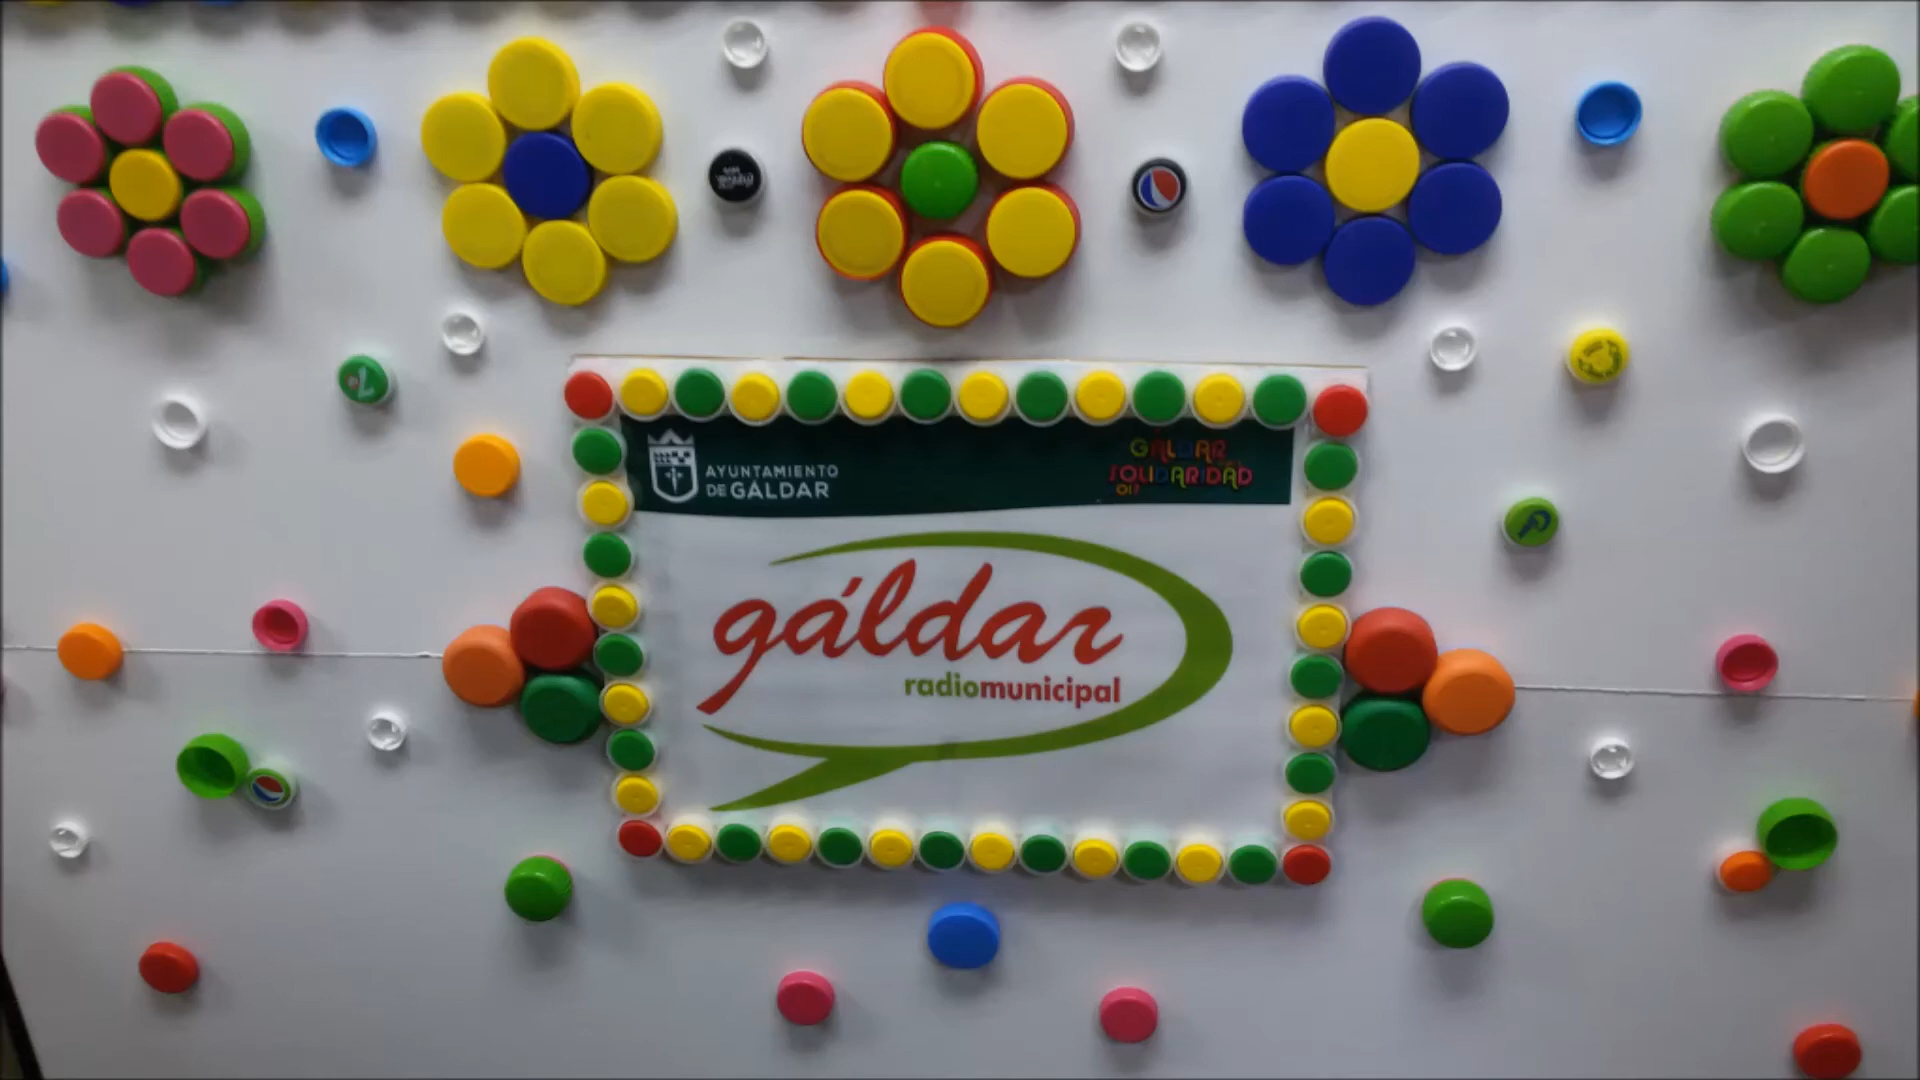 AYUNTAMIENTO
DE GÁLDAR
GÁLDAR
SOLIDARIDAD
gáldar
radiomunicipal